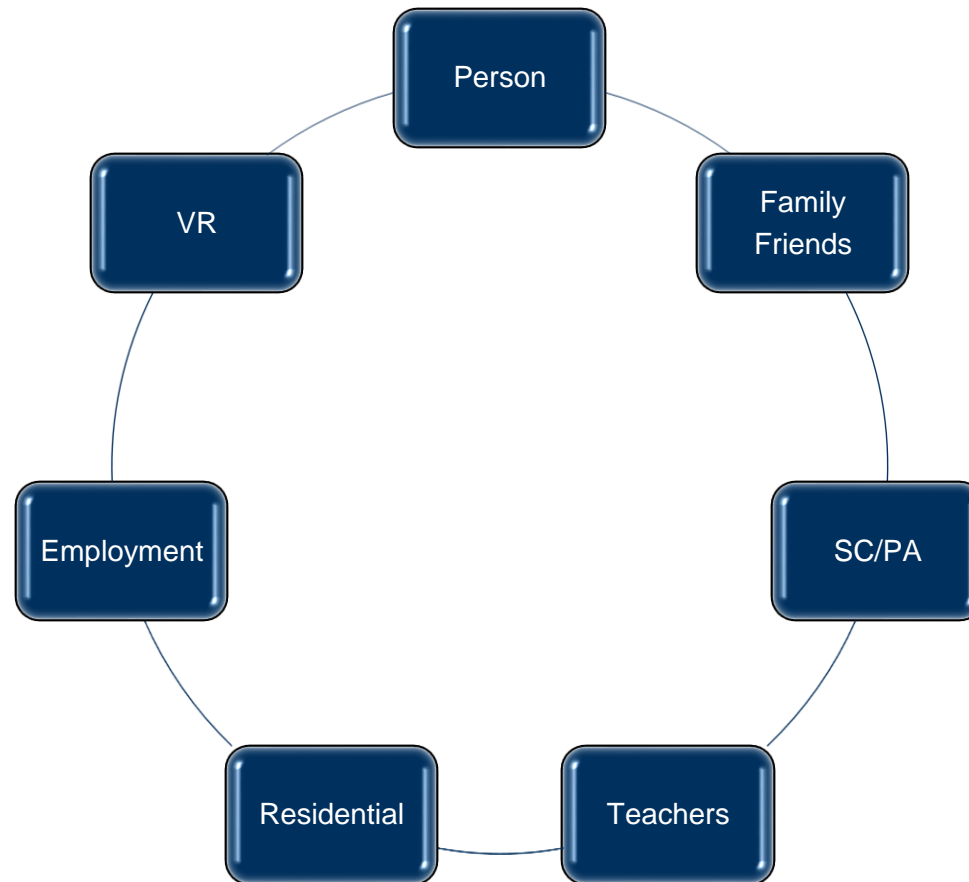 Person
Family
Friends
SC/PA
Teachers
Residential
Employment
VR